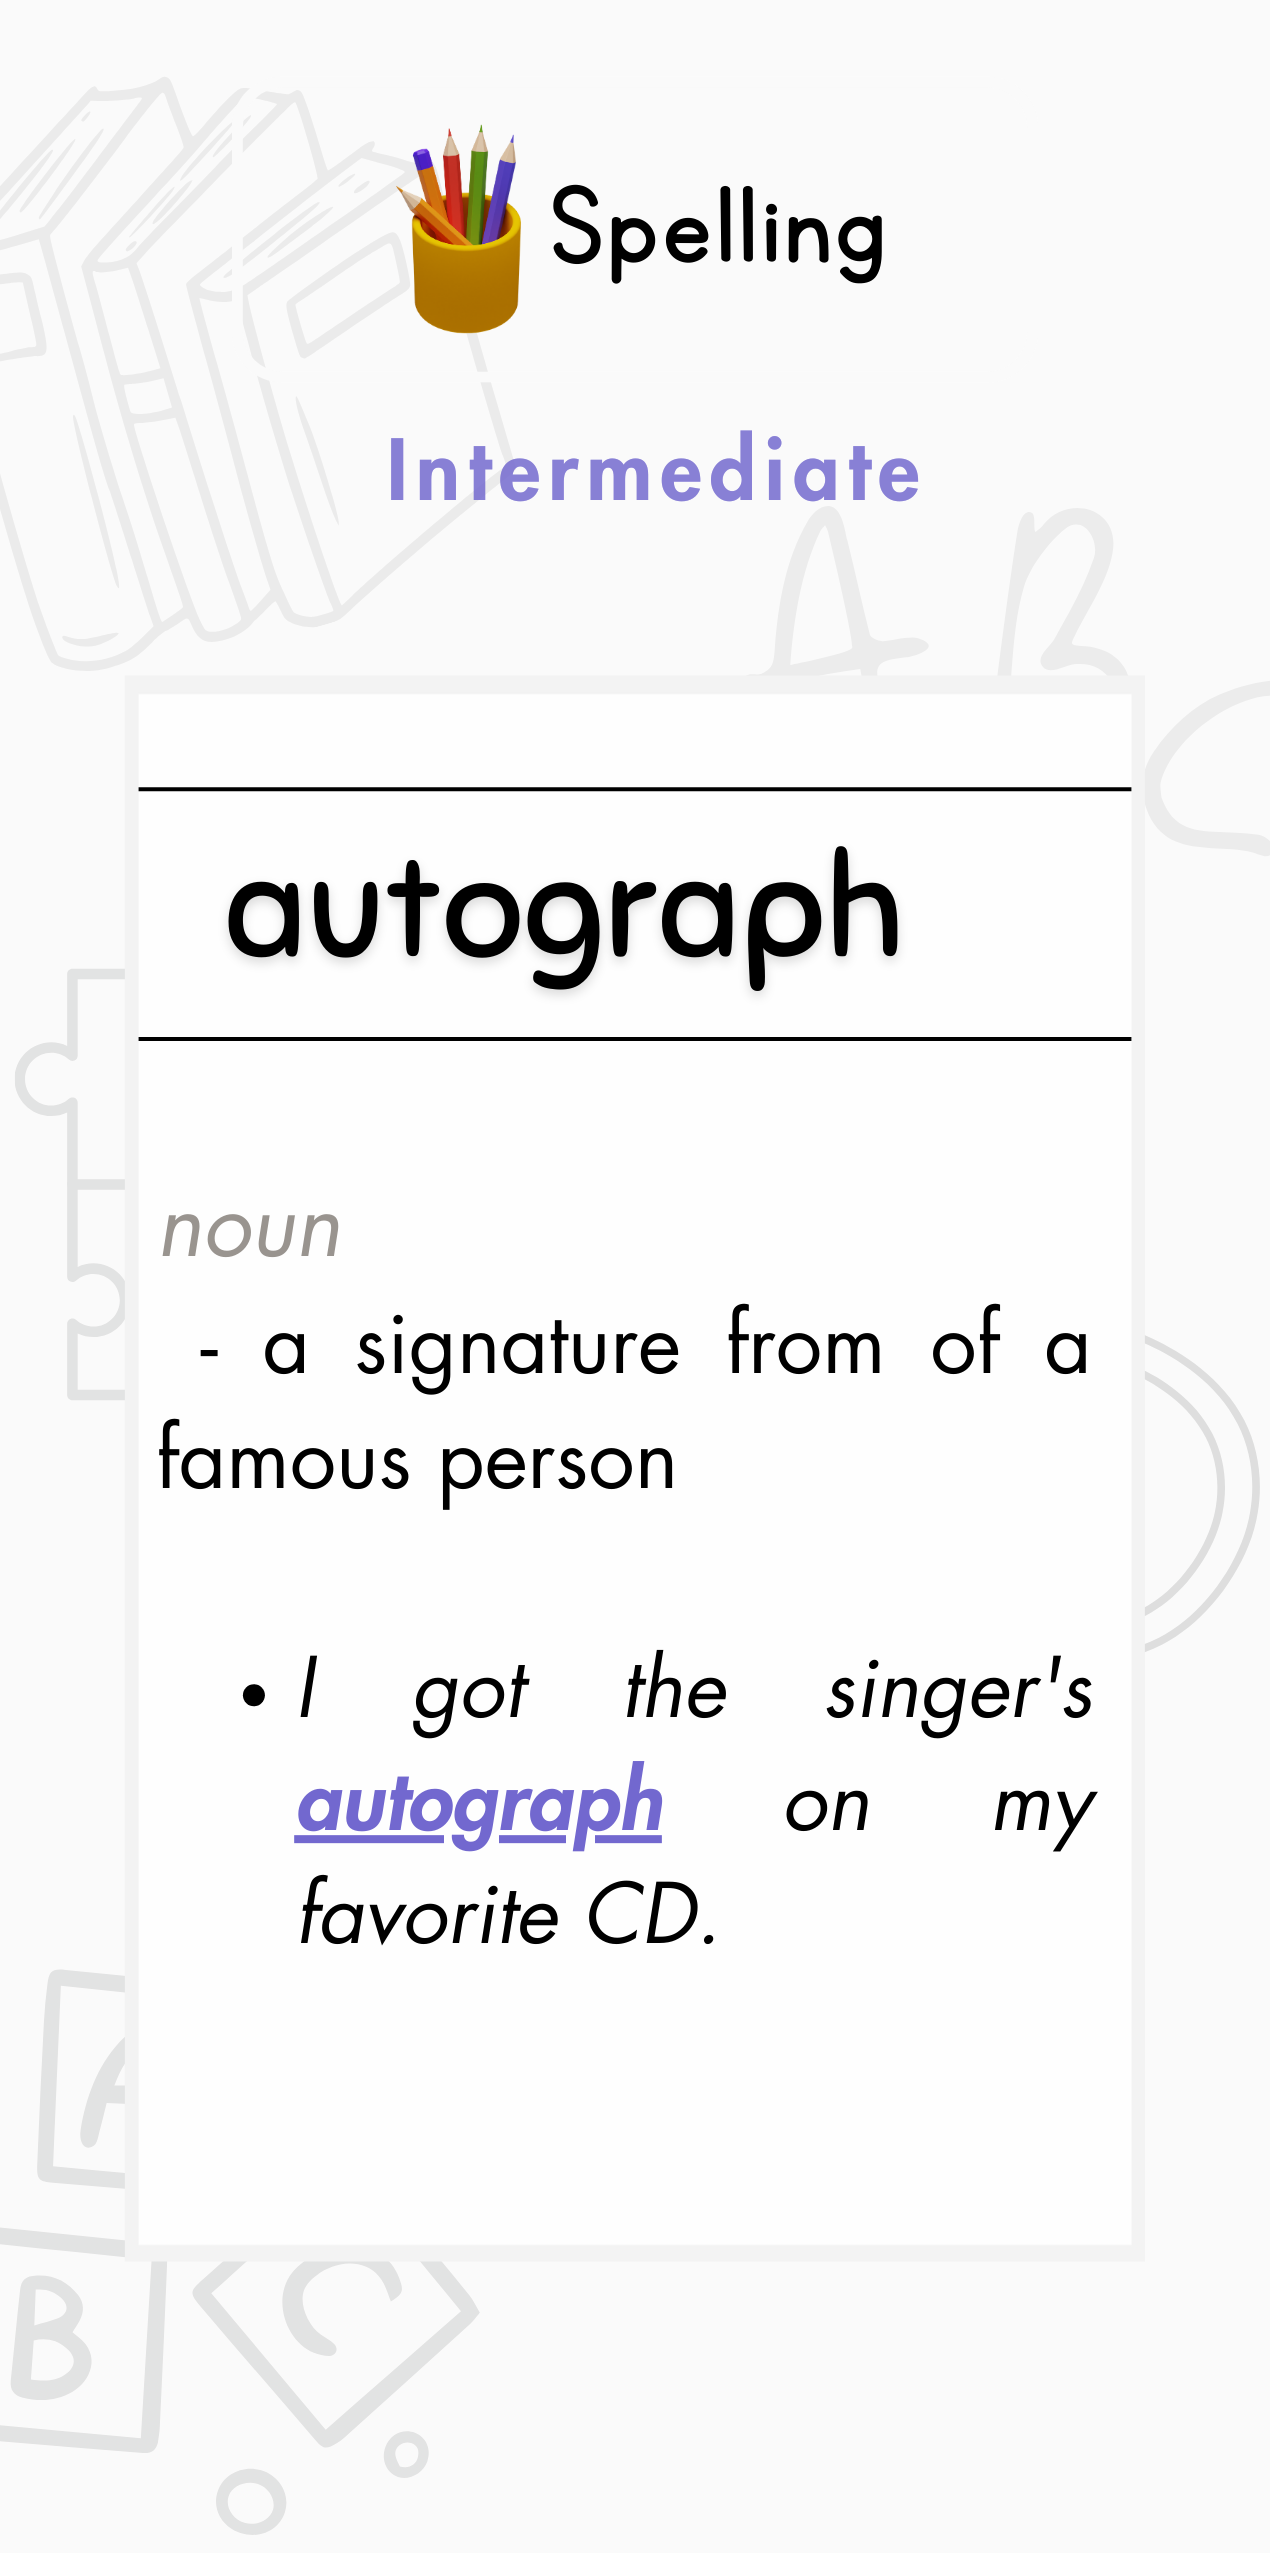 Spelling
Intermediate
A B C
autograph
noun
- a signature from of a
famous person
• I got the singer's
autograph on my
favorite CD.
A
B C